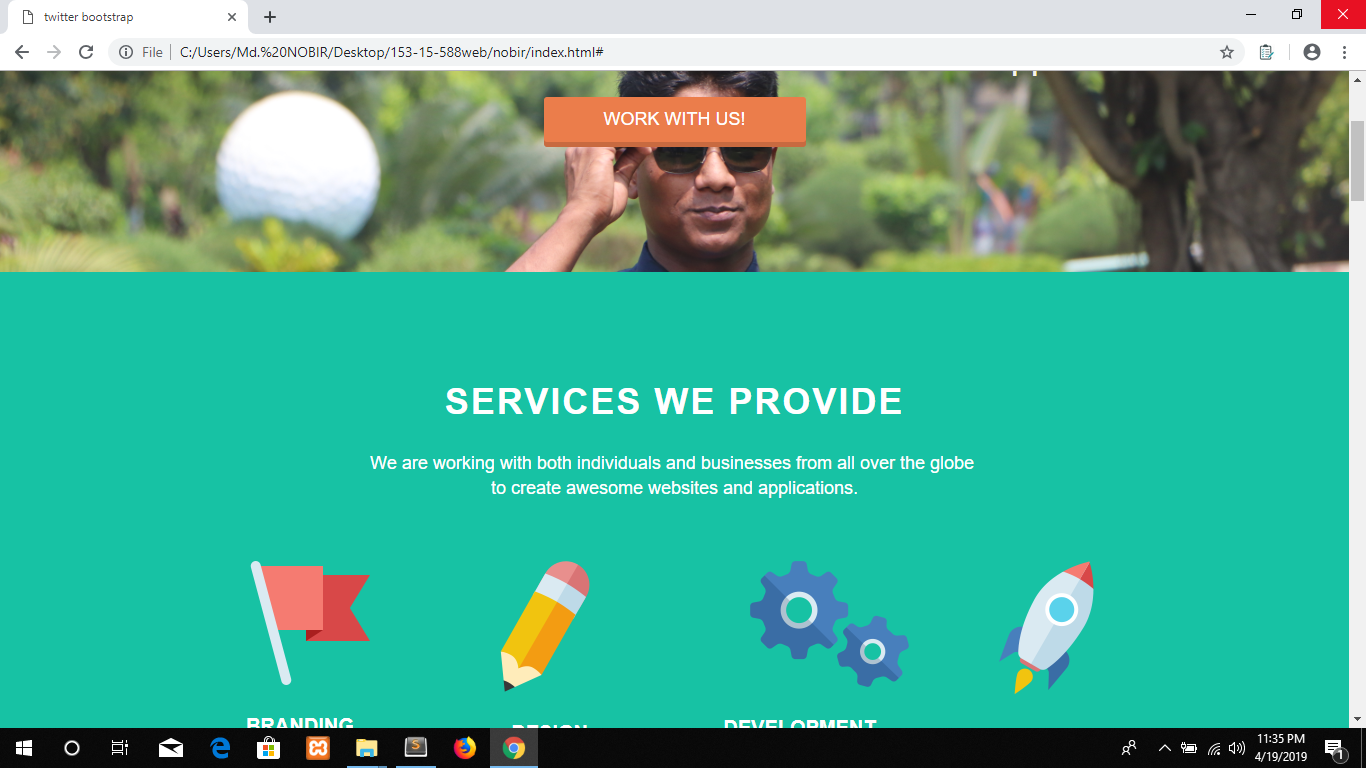 twitter bootstrap
File
C:/Users/Md.%20NOBIR/Desktop/153-15-588web/nobir/index.html#
WORK WITH US!
SERVICES WE PROVIDE
We are working with both individuals and businesses from all over the globe
to create awesome websites and applications.
BRANDING
DESIGN
DEVELOPMENT
11:35 PM
4/19/2019
1